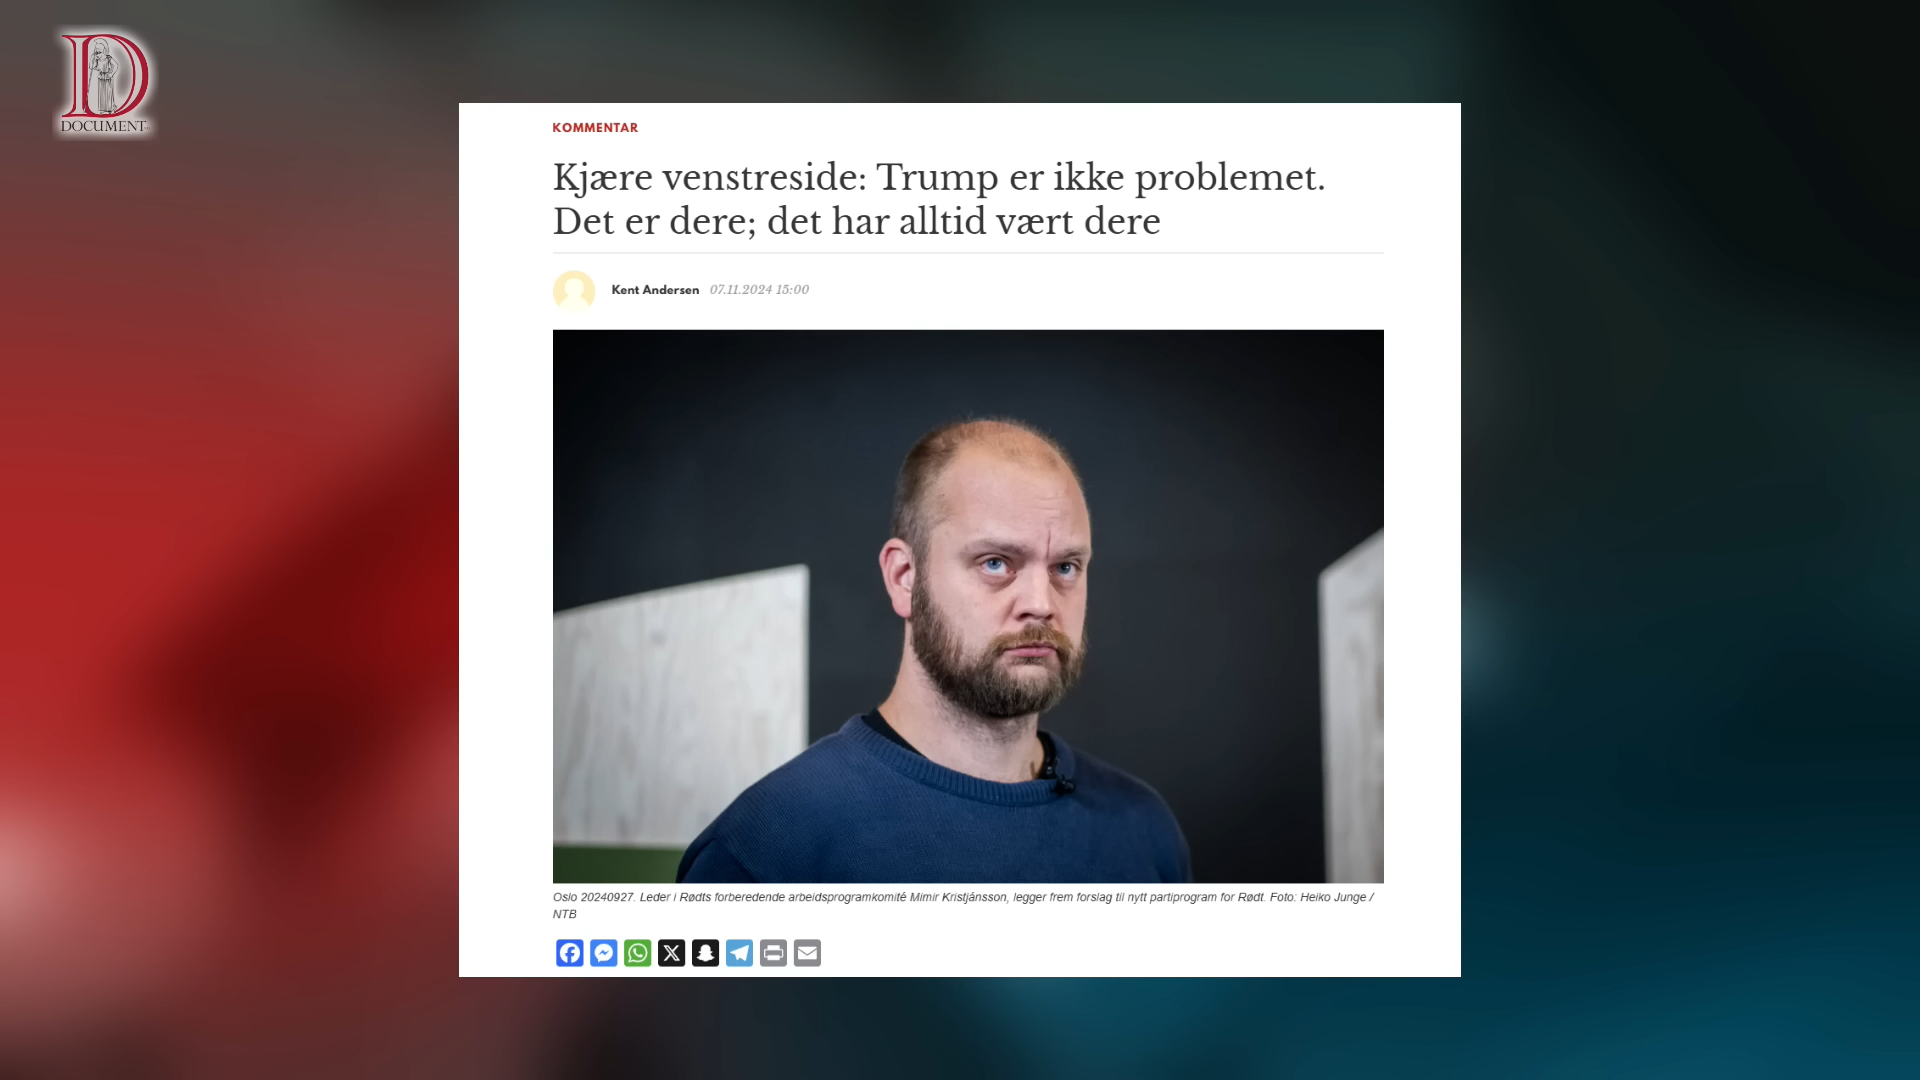 DOCUMENT
KOMMENTAR
Kjære venstreside: Trump er ikke problemet.
Det er dere; det har alltid vært dere
Kent Andersen 07.11.2024 15:00
Oslo 20240927. Leder i Rødts forberedende arbeidsprogramkomité Mimir Kristjánsson, legger frem forslag til nytt partiprogram for Rødt. Foto: Heiko Junge /
NTB